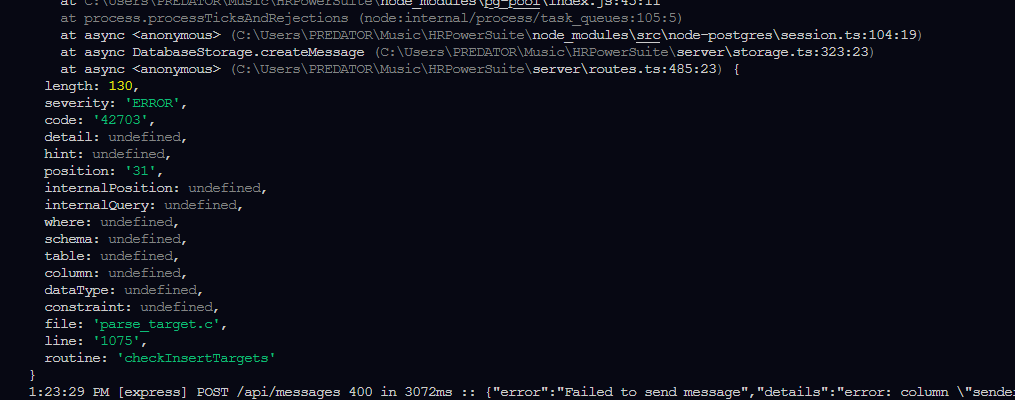 at C:\Users\PREDATOR\Music\HRPowerSuite\node_modules\pg-pool\index.js:45:11
at process.processTicksAndRejections (node:internal/process/task_queues:105:5)
at async <anonymous> (C:\Users\PREDATOR\Music\HRPowerSuite\node_modules\src\node-postgres\session.ts:104:19)
at async DatabaseStorage.createMessage (C:\Users\PREDATOR\Music\HRPowerSuite\server\storage.ts:323:23)
at async <anonymous> (C:\Users\PREDATOR\Music\HRPowerSuite\server\routes.ts:485:23) {
length: 130,
severity: 'ERROR',
code: '42703',
detail: undefined,
hint: undefined,
position: '31',
internalPosition: undefined,
internalQuery: undefined,
where: undefined,
schema: undefined,
table: undefined,
column: undefined,
dataType: undefined,
constraint: undefined,
file: 'parse_target.c',
line: '1075',
routine: 'checkInsertTargets'
}
1:23:29 PM [express] POST /api/messages 400 in 3072ms :: {"error":"Failed to send message","details":"error: column \"sende